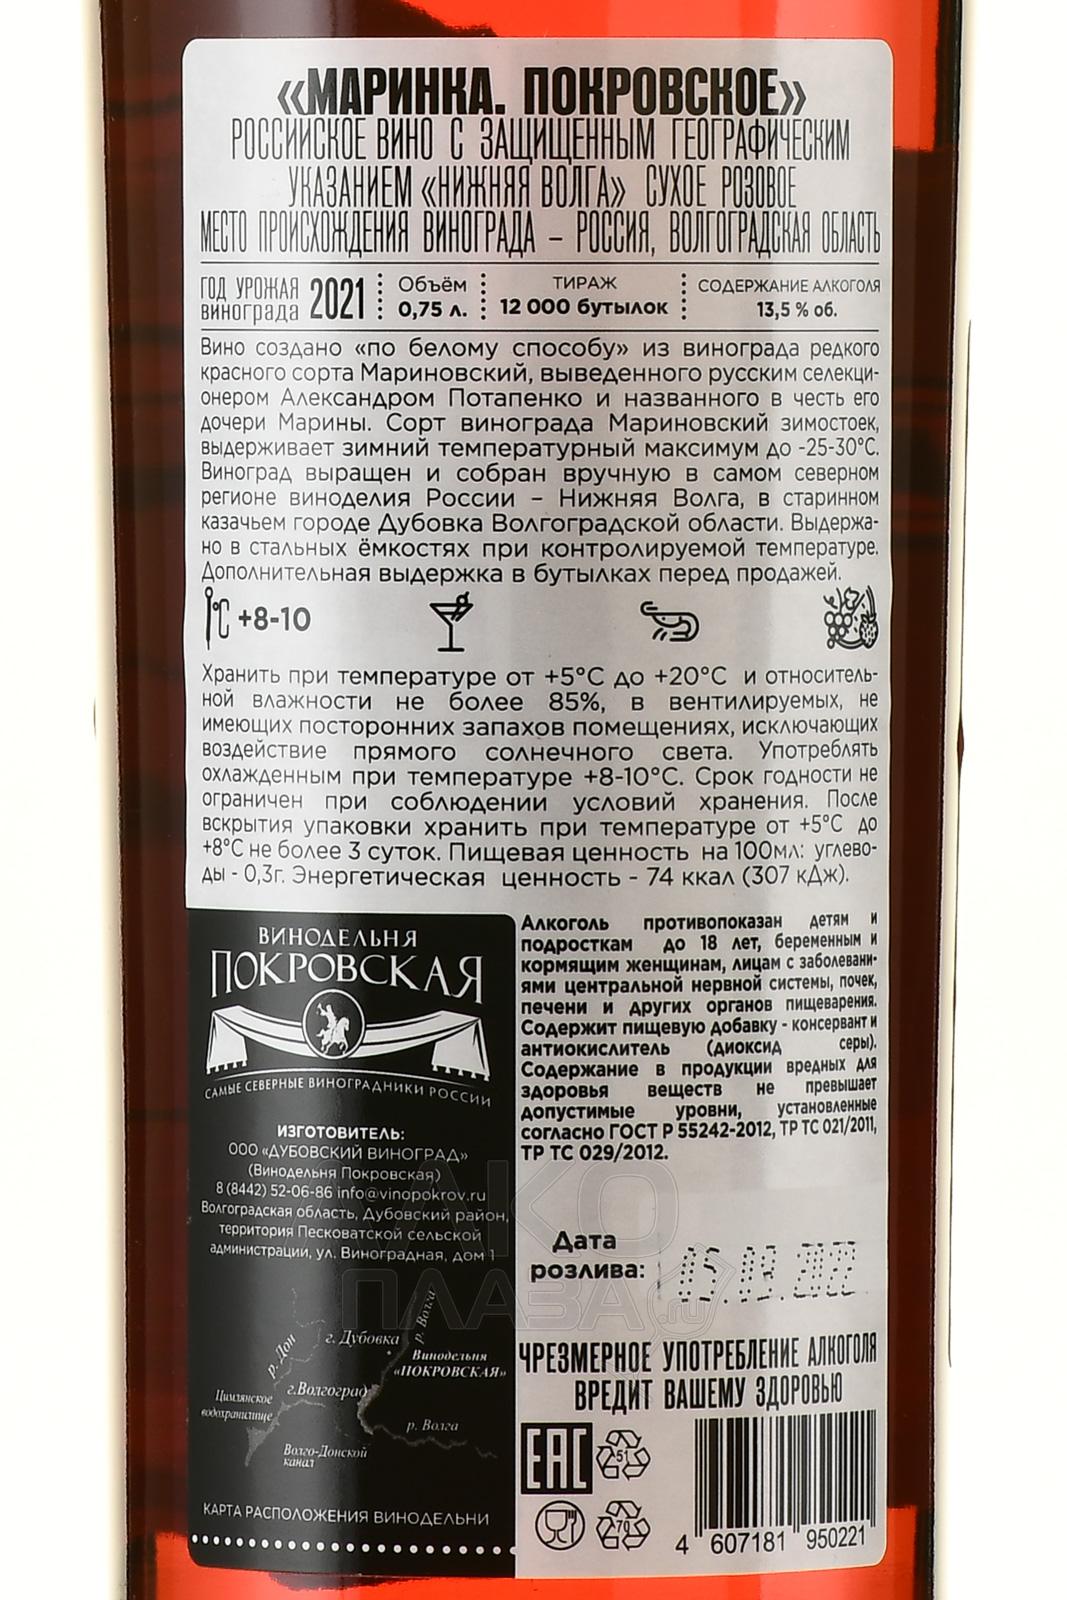 «МАРИНКА. ПОКРОВСКОЕ»
РОССИЙСКОЕ ВИНО С ЗАЩИЩЕННЫМ ГЕОГРАФИЧЕСКИМ
УКАЗАНИЕМ «НИЖНЯЯ ВОЛГА» СУХОЕ РОЗОВОЕ
МЕСТО ПРОИСХОЖДЕНИЯ ВИНОГРАДА – РОССИЯ, ВОЛГОГРАДСКАЯ ОБЛАСТЬ
ГОД УРОЖАЯ винограда 2021
Объём 0,75 л.
ТИРАЖ 12 000 бутылок
СОДЕРЖАНИЕ АЛКОГОЛЯ 13,5 % об.
Вино создано «по белому способу» из винограда редкого
красного сорта Мариновский, выведенного русским селекци-
онером Александром Потапенко и названного в честь его
дочери Марины. Сорт винограда Мариновский зимостоек,
выдерживает зимний температурный максимум до -25-30°С.
Виноград выращен и собран вручную в самом северном
регионе виноделия России – Нижняя Волга, в старинном
казачьем городе Дубовка Волгоградской области. Выдержа-
но в стальных ёмкостях при контролируемой температуре.
Дополнительная выдержка в бутылках перед продажей.
°С +8-10
Хранить при температуре от +5°С до +20°С и относитель-
ной влажности не более 85%, в вентилируемых, не
имеющих посторонних запахов помещениях, исключающих
воздействие прямого солнечного света. Употреблять
охлажденным при температуре +8-10°С. Срок годности не
ограничен при соблюдении условий хранения. После
вскрытия упаковки хранить при температуре от +5°С до
+8°С не более 3 суток. Пищевая ценность на 100мл: углево-
ды - 0,3г. Энергетическая ценность - 74 ккал (307 кДж).
ВИНОДЕЛЬНЯ
ПОКРОВСКАЯ
САМЫЕ СЕВЕРНЫЕ ВИНОГРАДНИКИ РОССИИ
ИЗГОТОВИТЕЛЬ:
ООО «ДУБОВСКИЙ ВИНОГРАД»
(Винодельня Покровская)
8 (8442) 52-06-86 info@vinopokrov.ru
Волгоградская область, Дубовский район,
территория Песковатской сельской
администрации, ул. Виноградная, дом 1
р. Дон
г. Дубовка
р. Волга
Винодельня
«ПОКРОВСКАЯ»
г.Волгоград
Цимлянское
водохранилище
р. Волга
Волго-Донской
канал
КАРТА РАСПОЛОЖЕНИЯ ВИНОДЕЛЬНИ
Алкоголь противопоказан детям и
подросткам до 18 лет, беременным и
кормящим женщинам, лицам с заболевани-
ями центральной нервной системы, почек,
печени и других органов пищеварения.
Содержит пищевую добавку - консервант и
антиокислитель (диоксид серы).
Содержание в продукции вредных для
здоровья веществ не превышает
допустимые уровни, установленные
согласно ГОСТ Р 55242-2012, ТР ТС 021/2011,
ТР ТС 029/2012.
Дата
розлива: 05.09.2022
ЧРЕЗМЕРНОЕ УПОТРЕБЛЕНИЕ АЛКОГОЛЯ
ВРЕДИТ ВАШЕМУ ЗДОРОВЬЮ
ЕАС
51
70
4 607181 950221
АЛКО
ПЛАЗА.ru